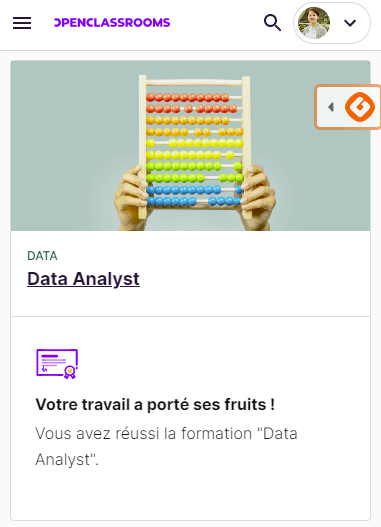 OPENCLASSROOMS
DATA
Data Analyst
Votre travail a porté ses fruits !
Vous avez réussi la formation "Data
Analyst".